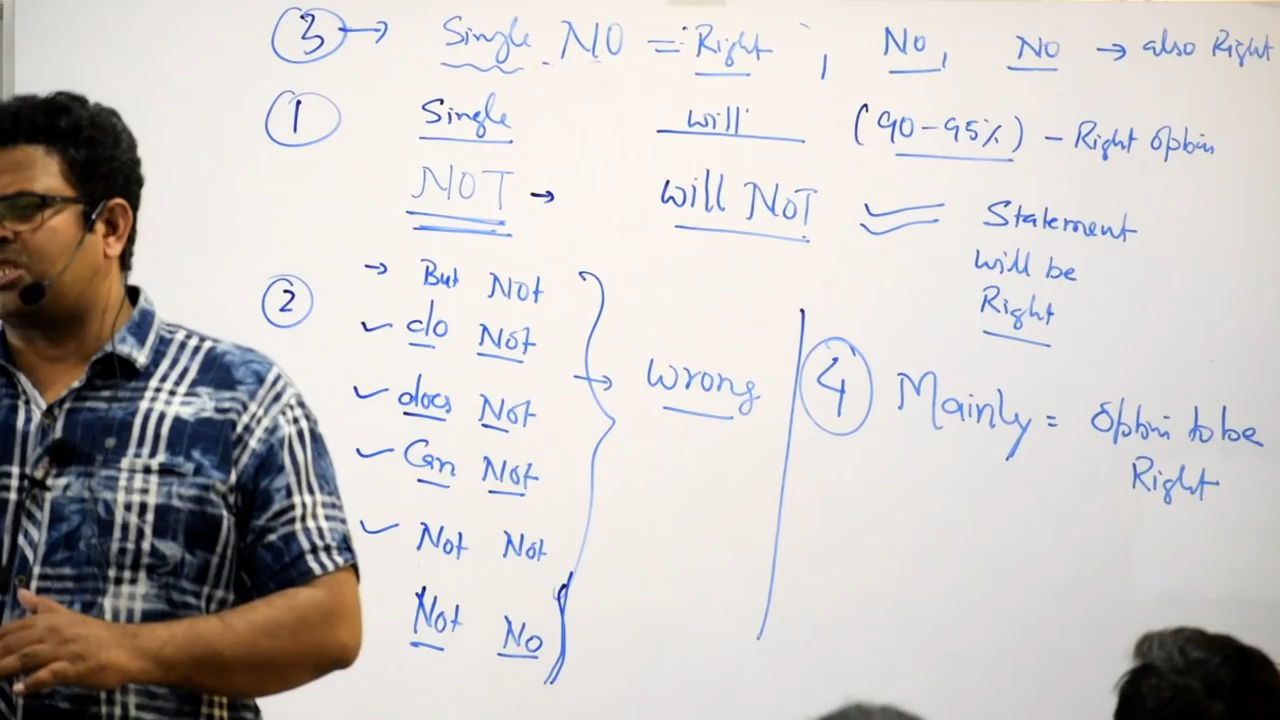 3 → Single NO = Right, No, No → also Right
1 Single will (90-95%) - Right option
NOT → will NOT Statement
will be
Right
2 → But Not
do Not
does Not
Can Not
Not Not
Not No
→ wrong
4 Mainly = option to be
Right